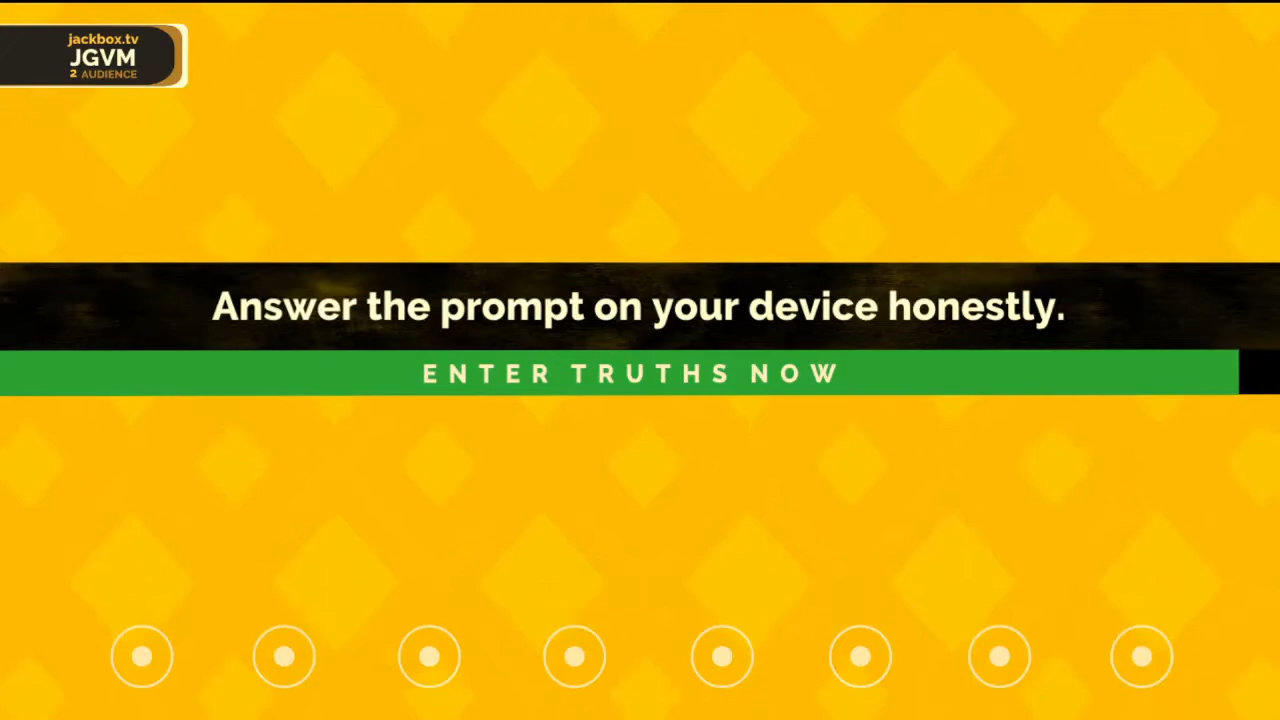 jackbox.tv
JGVM
2 AUDIENCE
Answer the prompt on your device honestly.
ENTER TRUTHS NOW